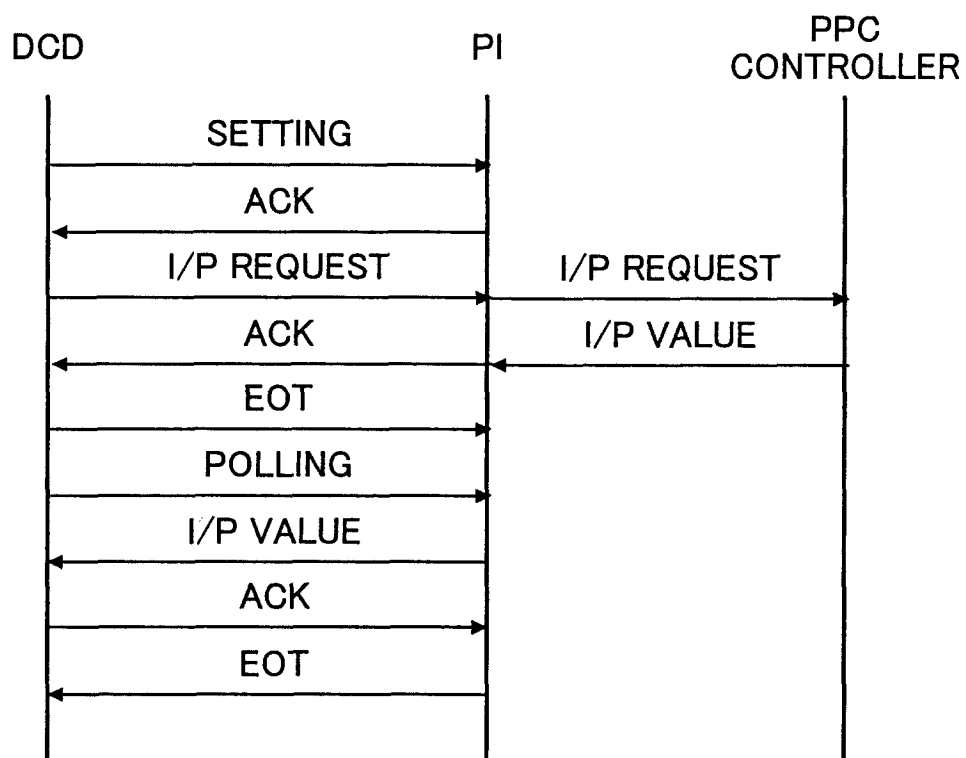 DCD
PI
PPC
CONTROLLER
SETTING
ACK
I/P REQUEST
I/P REQUEST
ACK
I/P VALUE
EOT
POLLING
I/P VALUE
ACK
EOT